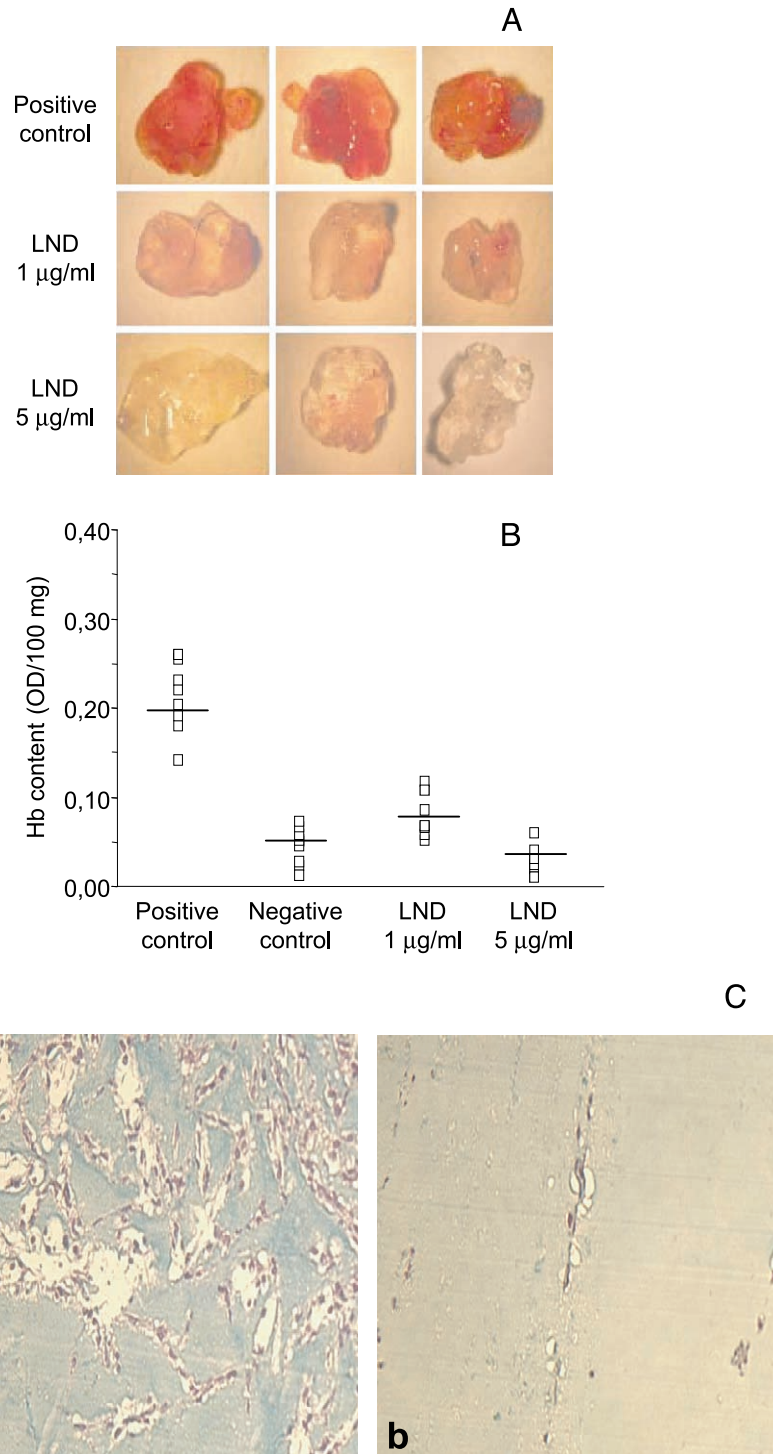 A
Positive
control
LND
1 μg/ml
LND
5 μg/ml
B
Hb content (OD/100 mg)
0,40
0,30
0,20
0,10
0,00
Positive
control
Negative
control
LND
1 μg/ml
LND
5 μg/ml
C
b